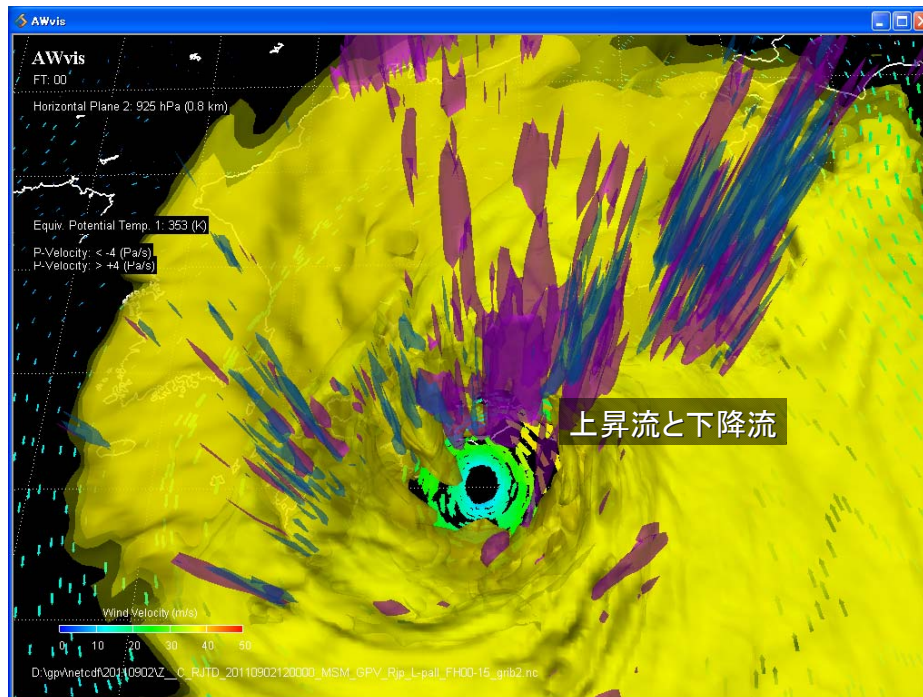 AWvis
AWvis
FT: 00
Horizontal Plane 2: 925 hPa (0.8 km)
Equiv. Potential Temp. 1: 353 (K)
P-Velocity: < -4 (Pa/s)
P-Velocity: > +4 (Pa/s)
上昇流と下降流
Wind Velocity (m/s)
0 10 20 30 40 50
D:\gpv\netcdf\20110902\Z__C_RJTD_20110902120000_MSM_GPV_Rjp_L-pall_FH00-15_grib2.nc